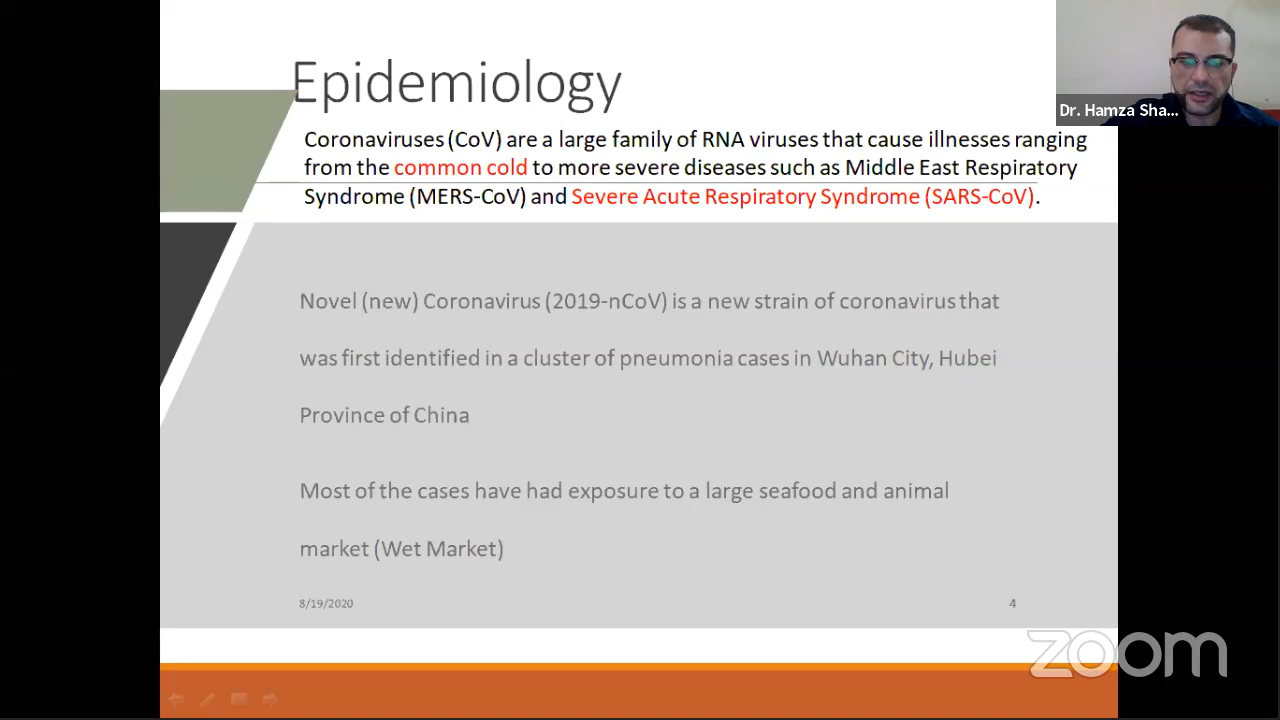 Epidemiology
Dr. Hamza Sha...
Coronaviruses (CoV) are a large family of RNA viruses that cause illnesses ranging
from the common cold to more severe diseases such as Middle East Respiratory
Syndrome (MERS-CoV) and Severe Acute Respiratory Syndrome (SARS-CoV).
Novel (new) Coronavirus (2019-nCoV) is a new strain of coronavirus that
was first identified in a cluster of pneumonia cases in Wuhan City, Hubei
Province of China
Most of the cases have had exposure to a large seafood and animal
market (Wet Market)
8/19/2020
4
zoom